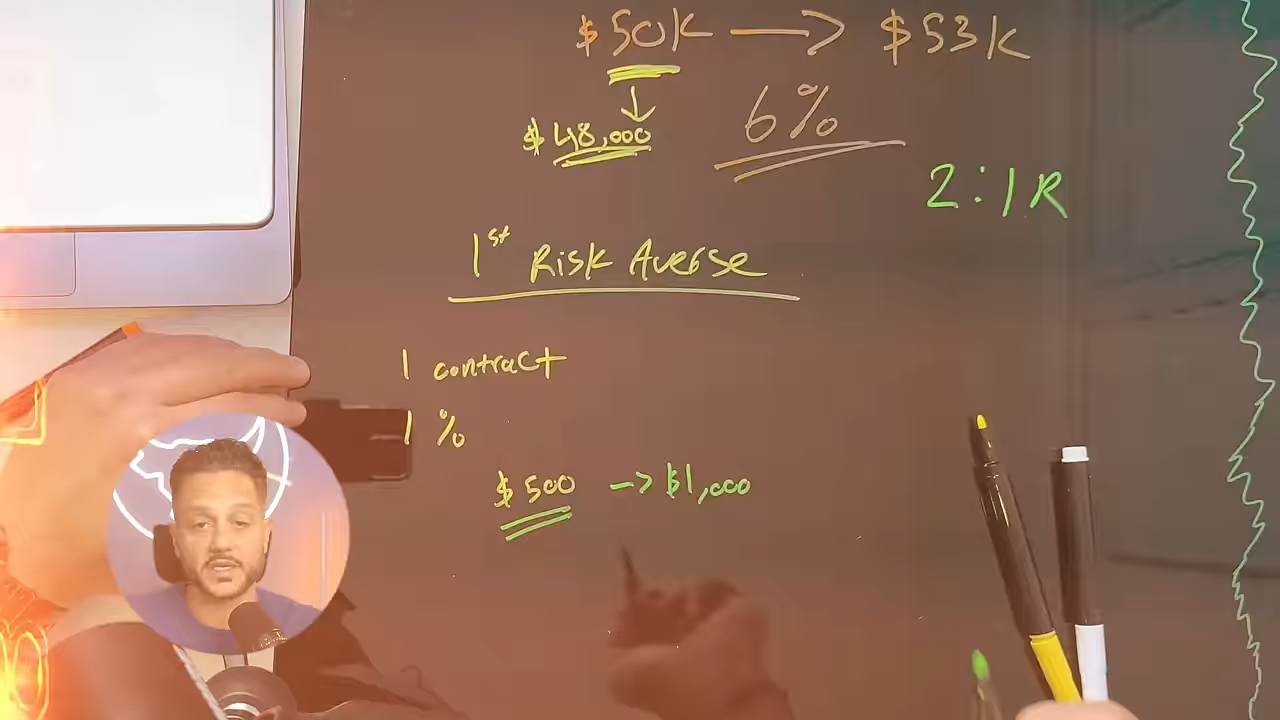 $50K → $53K
$48,000
6%
2:1 R
1st Risk Averse
1 contract
1 %
$500 → $1,000